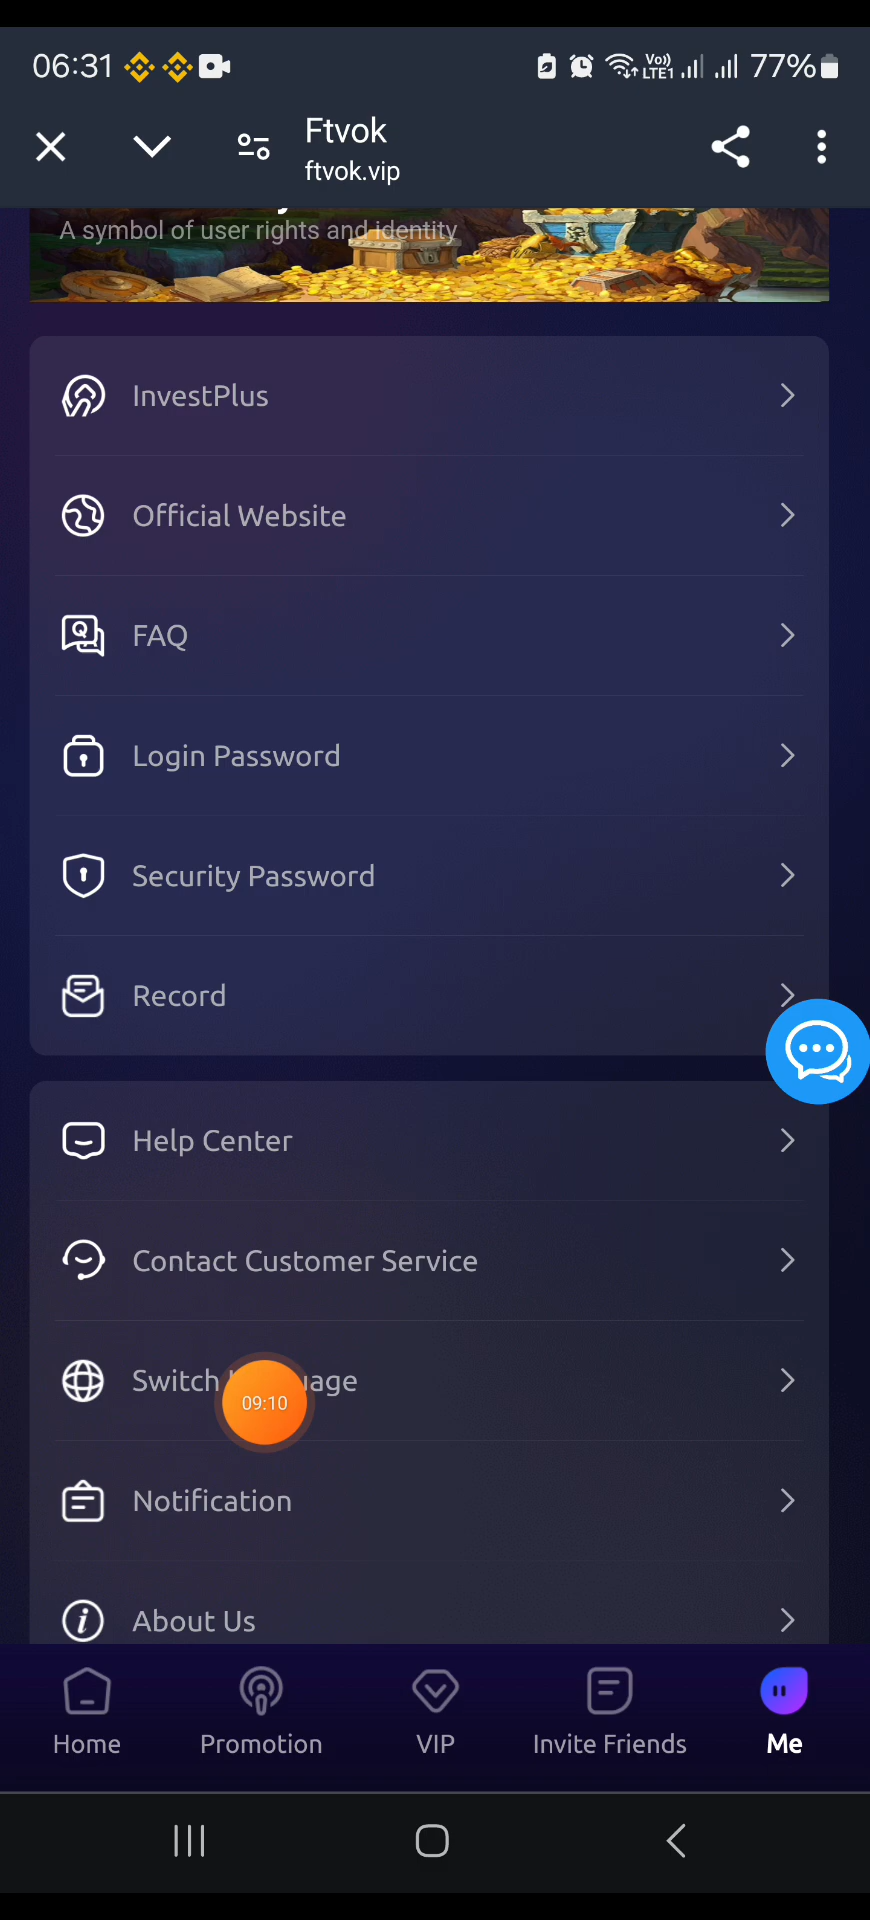 06:31
Vo))
LTE1
77%
Ftvok
ftvok.vip
A symbol of user rights and identity
InvestPlus
Official Website
FAQ
Login Password
Security Password
Record
Help Center
Contact Customer Service
Switch
09:10
Notification
About Us
Home
Promotion
VIP
Invite Friends
Me